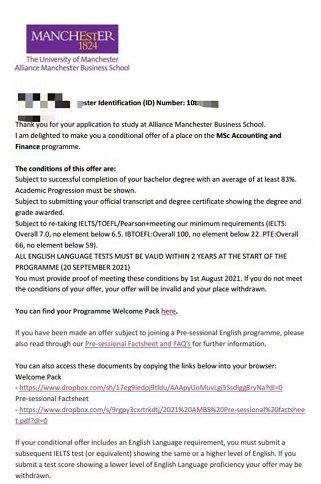 MANCHESTER
1824
The University of Manchester
Alliance Manchester Business School
ster Identification (ID) Number: 10
Thank you for your application to study at Alliance Manchester Business School.
I am delighted to make you a conditional offer of a place on the MSc Accounting and
Finance programme.
The conditions of this offer are:
Subject to successful completion of your bachelor degree with an average of at least 83%.
Academic Progression must be shown.
Subject to submitting your official transcript and degree certificate showing the degree and
grade awarded.
Subject to re-taking IELTS/TOEFL/Pearson+meeting our minimum requirements (IELTS:
Overall 7.0, no element below 6.5. IBTOEFL:Overall 100, no element below 22. PTE:Overall
66, no element below 59).
ALL ENGLISH LANGUAGE TESTS MUST BE VALID WITHIN 2 YEARS AT THE START OF THE
PROGRAMME (20 SEPTEMBER 2021)
You must provide proof of meeting these conditions by 1st August 2021. If you do not meet
the conditions of your offer, your offer will be invalid and your place withdrawn.
You can find your Programme Welcome Pack here.
If you have been made an offer subject to joining a Pre-sessional English programme, please
also read through our Pre-sessional Factsheet and FAQ's for further information.
You can also access these documents by copying the links below into your browser:
Welcome Pack
- https://www.dropbox.com/sh/17eg9iedpj9tldu/AAApyUoMuvLgI5Ssdlgg8ryNa?dl=0
Pre-sessional Factsheet
- https://www.dropbox.com/s/9rgpy3cxrtrkdtj/2021%20AMBS%20Pre-sessional%20factshee
t.pdf?dl=0
If your conditional offer includes an English Language requirement, you must submit a
subsequent IELTS test (or equivalent) showing the same or a higher level of English. If you
submit a test score showing a lower level of English Language proficiency your offer may be
withdrawn.